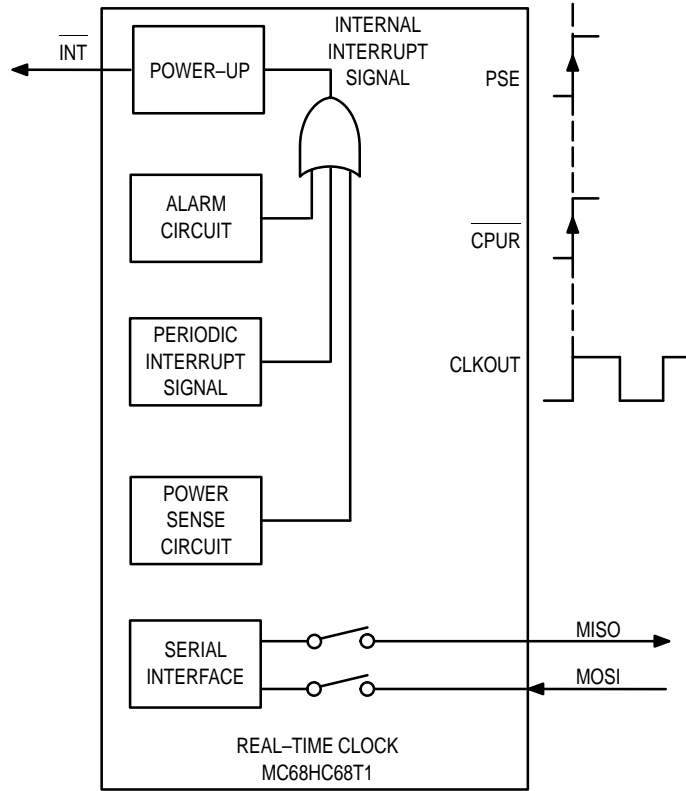 INT
POWER–UP
INTERNAL
INTERRUPT
SIGNAL
PSE
ALARM
CIRCUIT
CPUR
PERIODIC
INTERRUPT
SIGNAL
CLKOUT
POWER
SENSE
CIRCUIT
SERIAL
INTERFACE
MISO
MOSI
REAL–TIME CLOCK
MC68HC68T1